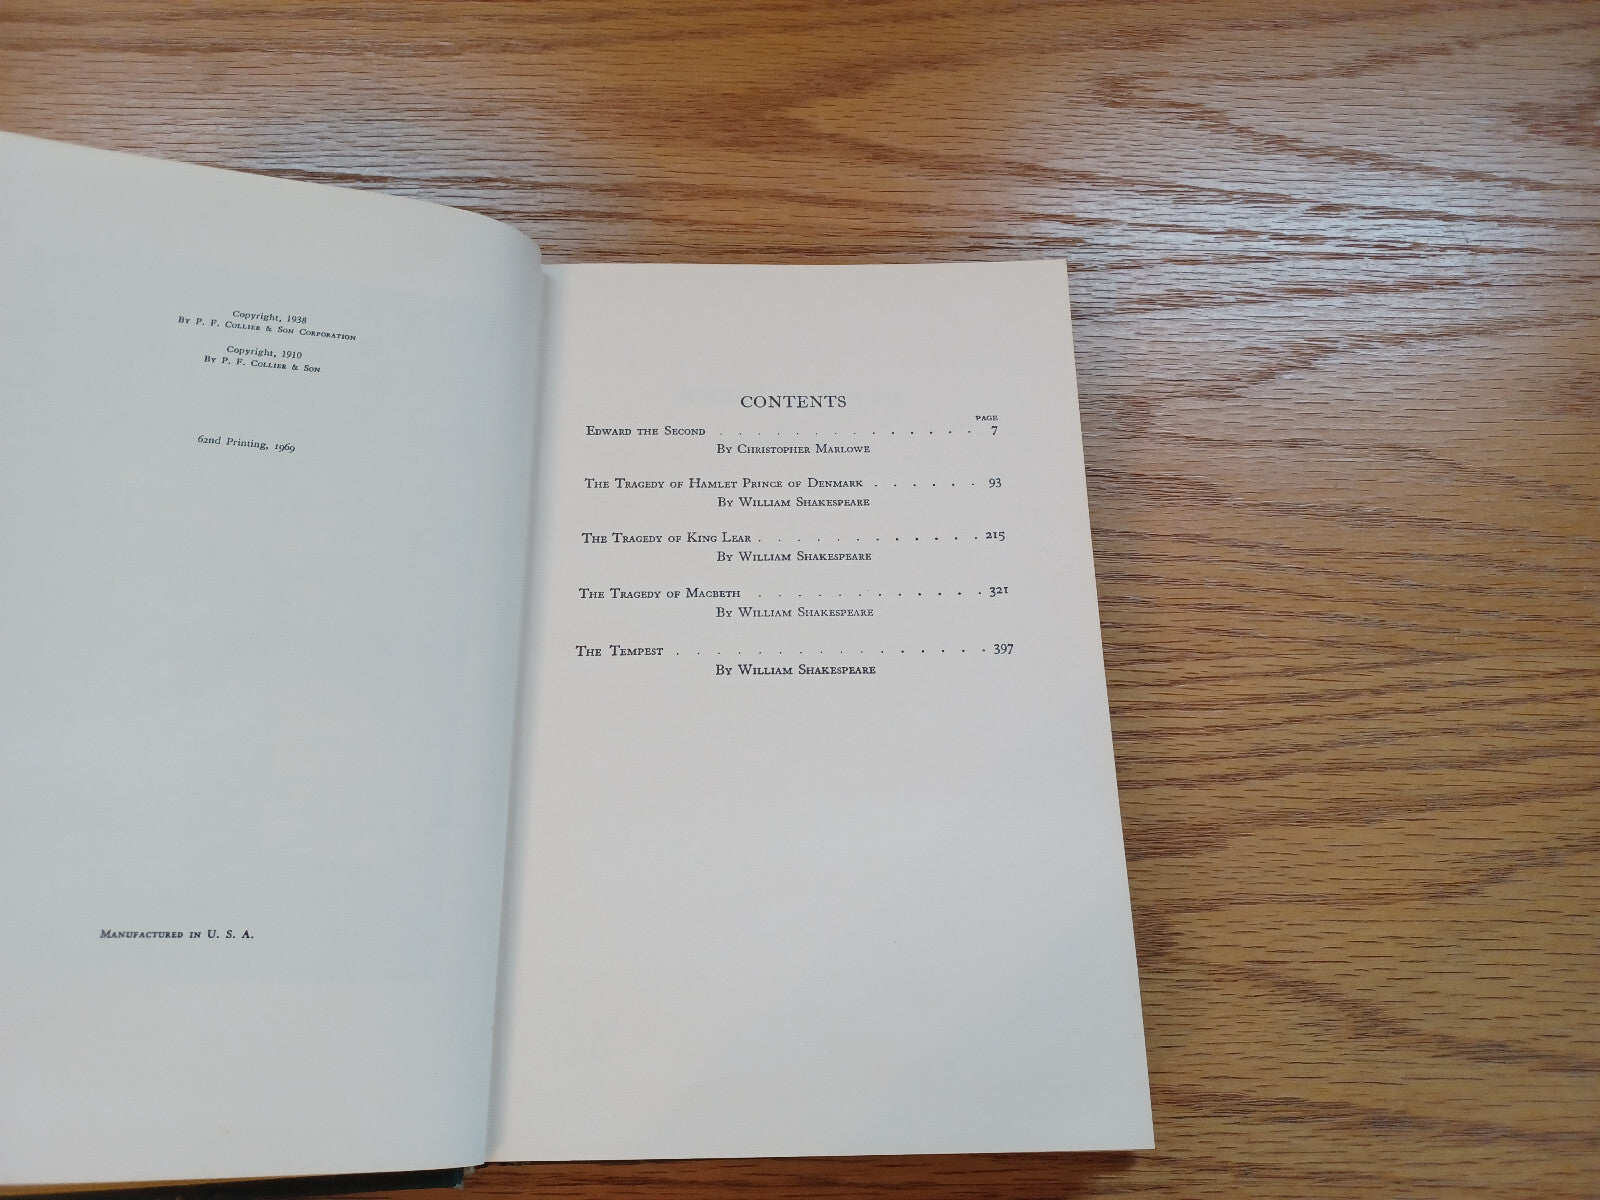 Copyright, 1938
By P. F. Collier & Son Corporation
Copyright, 1910
By P. F. Collier & Son
62nd Printing, 1969
Manufactured in U. S. A.
CONTENTS
PAGE
Edward the Second . . . . . . . . . . . . . . 7
By Christopher Marlowe
The Tragedy of Hamlet Prince of Denmark . . . . . . 93
By William Shakespeare
The Tragedy of King Lear . . . . . . . . . . . . 215
By William Shakespeare
The Tragedy of Macbeth . . . . . . . . . . . . 321
By William Shakespeare
The Tempest . . . . . . . . . . . . . . . . 397
By William Shakespeare